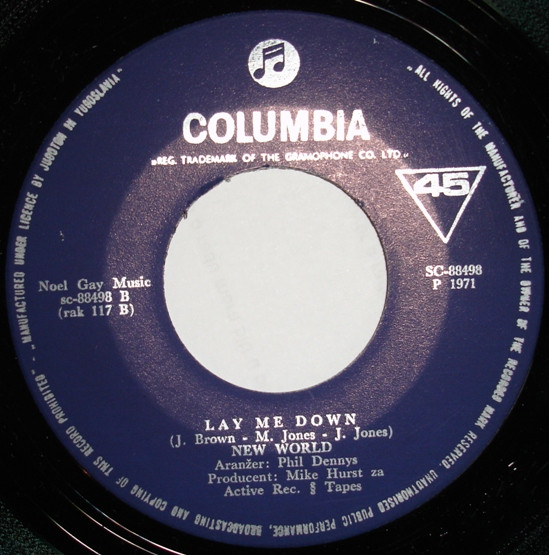 COLUMBIA
„REG. TRADEMARK OF THE GRAMOPHONE CO. LTD.“
45
Noel Gay Music
sc-88498 B
(rak 117 B)
SC-88498
P 1971
LAY ME DOWN
(J. Brown - M. Jones - J. Jones)
NEW WORLD
Aranžer: Phil Dennys
Producent: Mike Hurst za
Active Rec. § Tapes
„ALL RIGHTS OF THE MANUFACTURER AND OF THE OWNER OF THE RECORDED WORK RESERVED. UNAUTHORISED PUBLIC PERFORMANCE, BROADCASTING AND COPYING OF THIS RECORD PROHIBITED - „MANUFACTURED UNDER LICENCE BY JUGOTON IN YUGOSLAVIA“